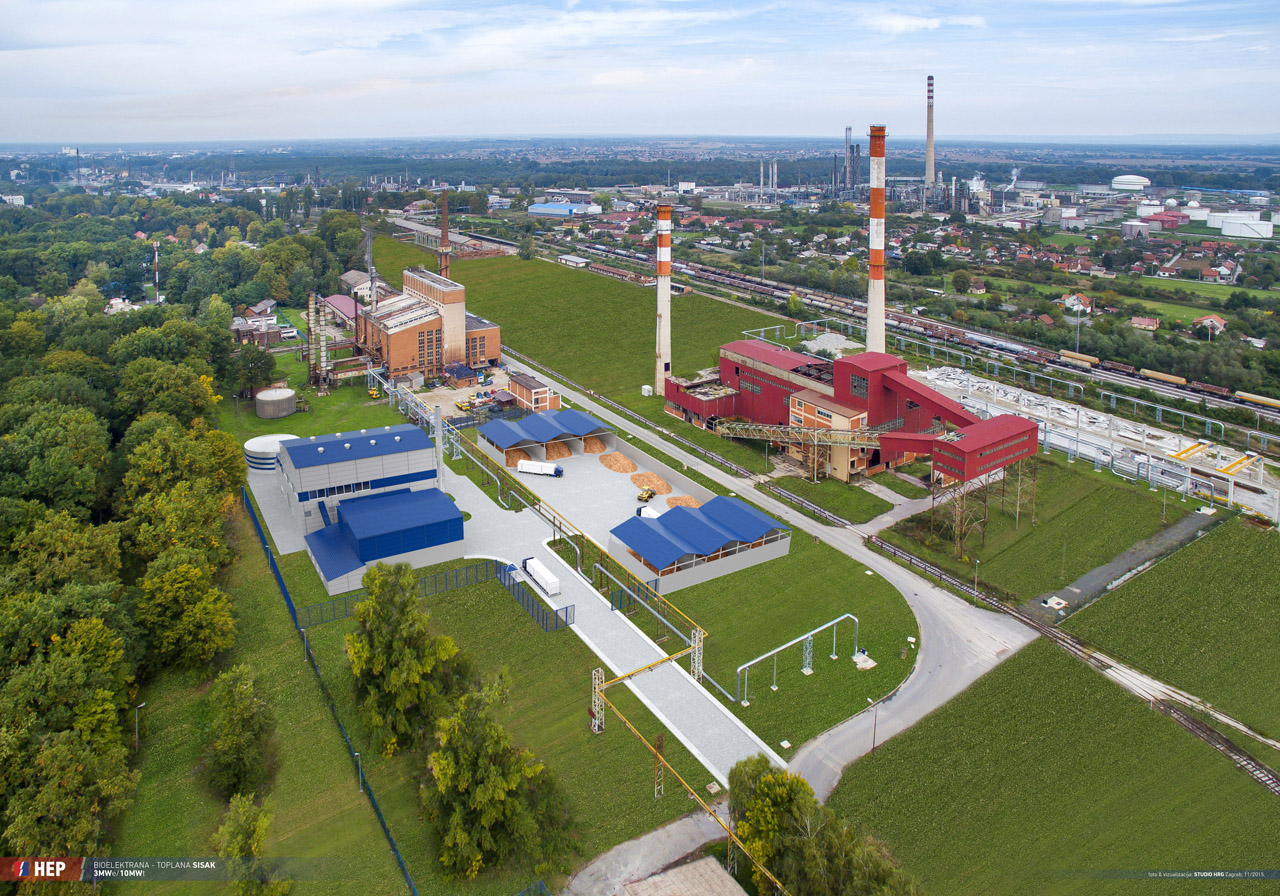 HEP
BIOELEKTRANA - TOPLANA SISAK
3MWe/10MWt
foto & vizualizacija: STUDIO HRG Zagreb, 11/2015.